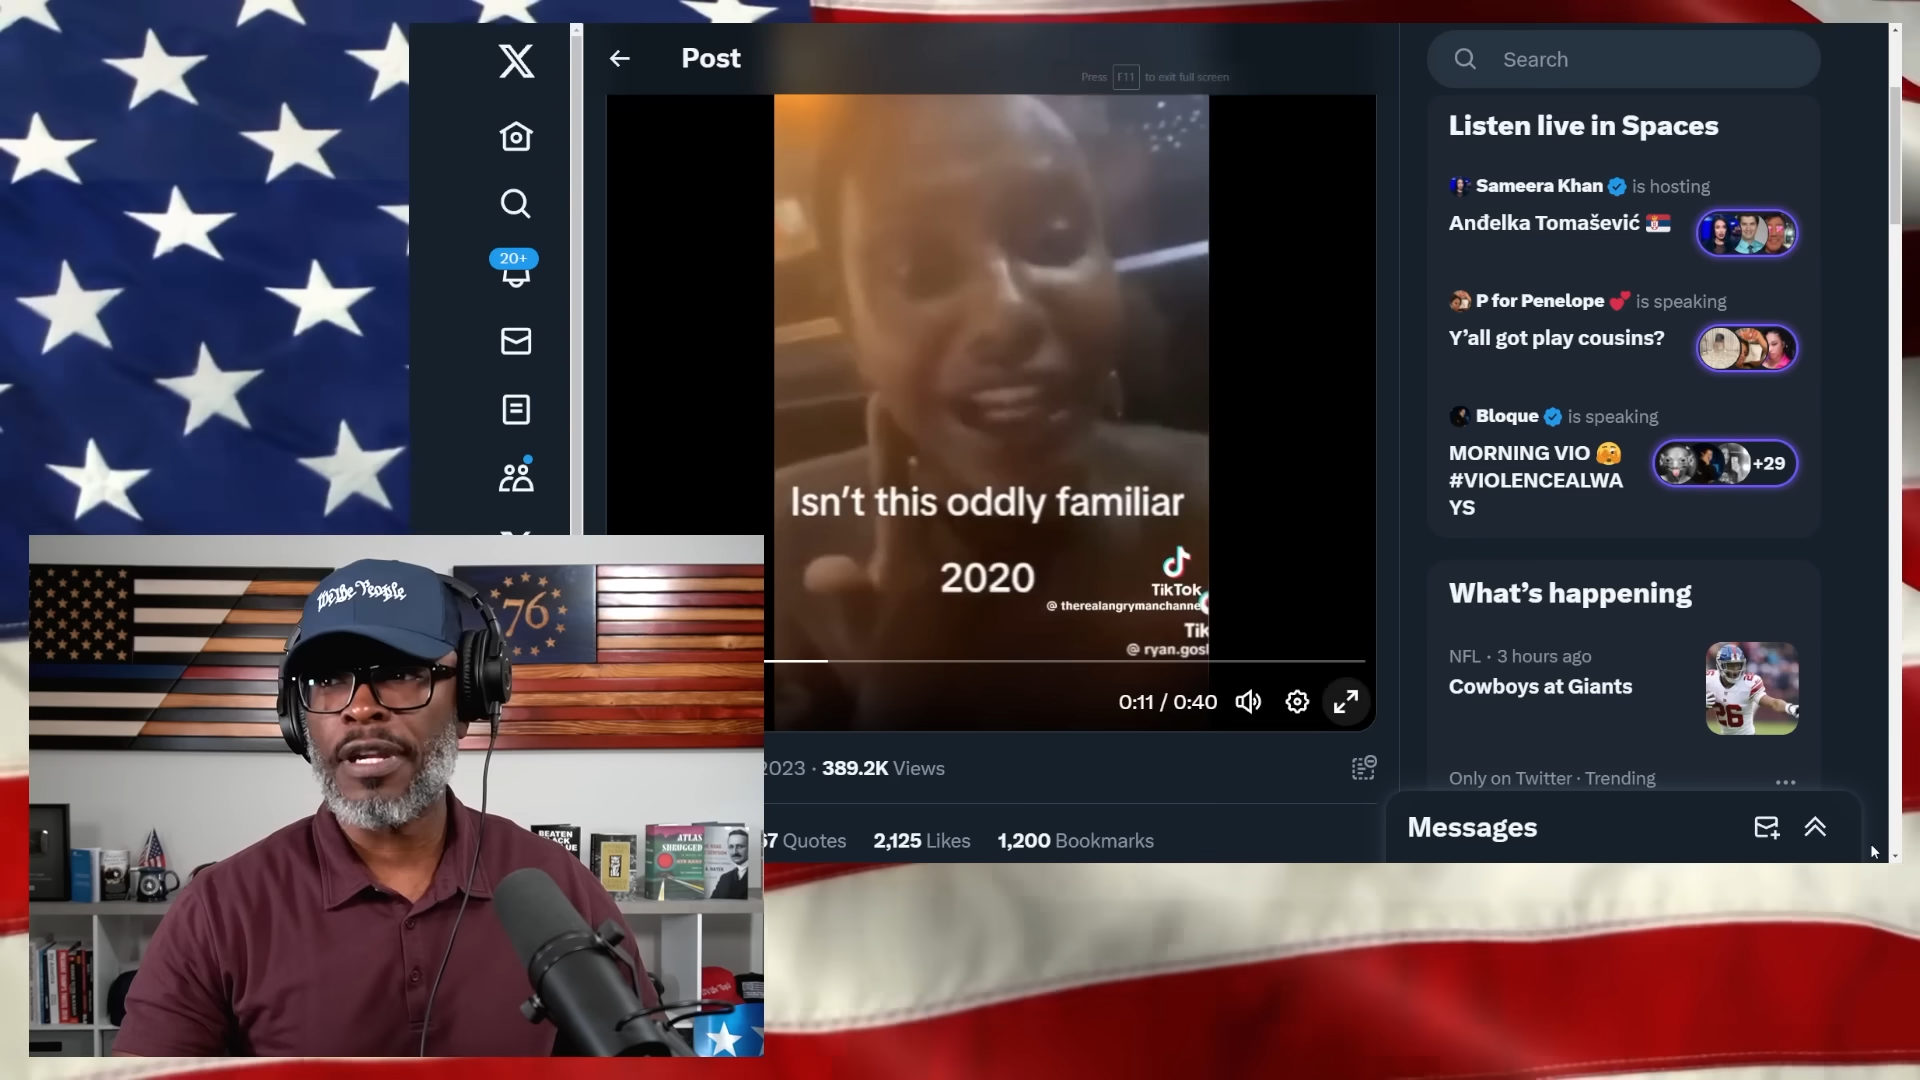 Post
Press F11 to exit full screen
Search
Listen live in Spaces
Sameera Khan is hosting
Anđelka Tomašević
P for Penelope is speaking
Y’all got play cousins?
Bloque is speaking
MORNING VIO
#VIOLENCEALWA
YS
+29
20+
Isn’t this oddly familiar
2020
TikTok
@ therealangrymanchanne
Tik
@ ryan.gosl
0:11 / 0:40
2023 · 389.2K Views
67 Quotes 2,125 Likes 1,200 Bookmarks
What’s happening
NFL · 3 hours ago
Cowboys at Giants
26
Only on Twitter · Trending
Messages
We The People
76
BEATEN
BLACK
ATLAS
SHRUGGED